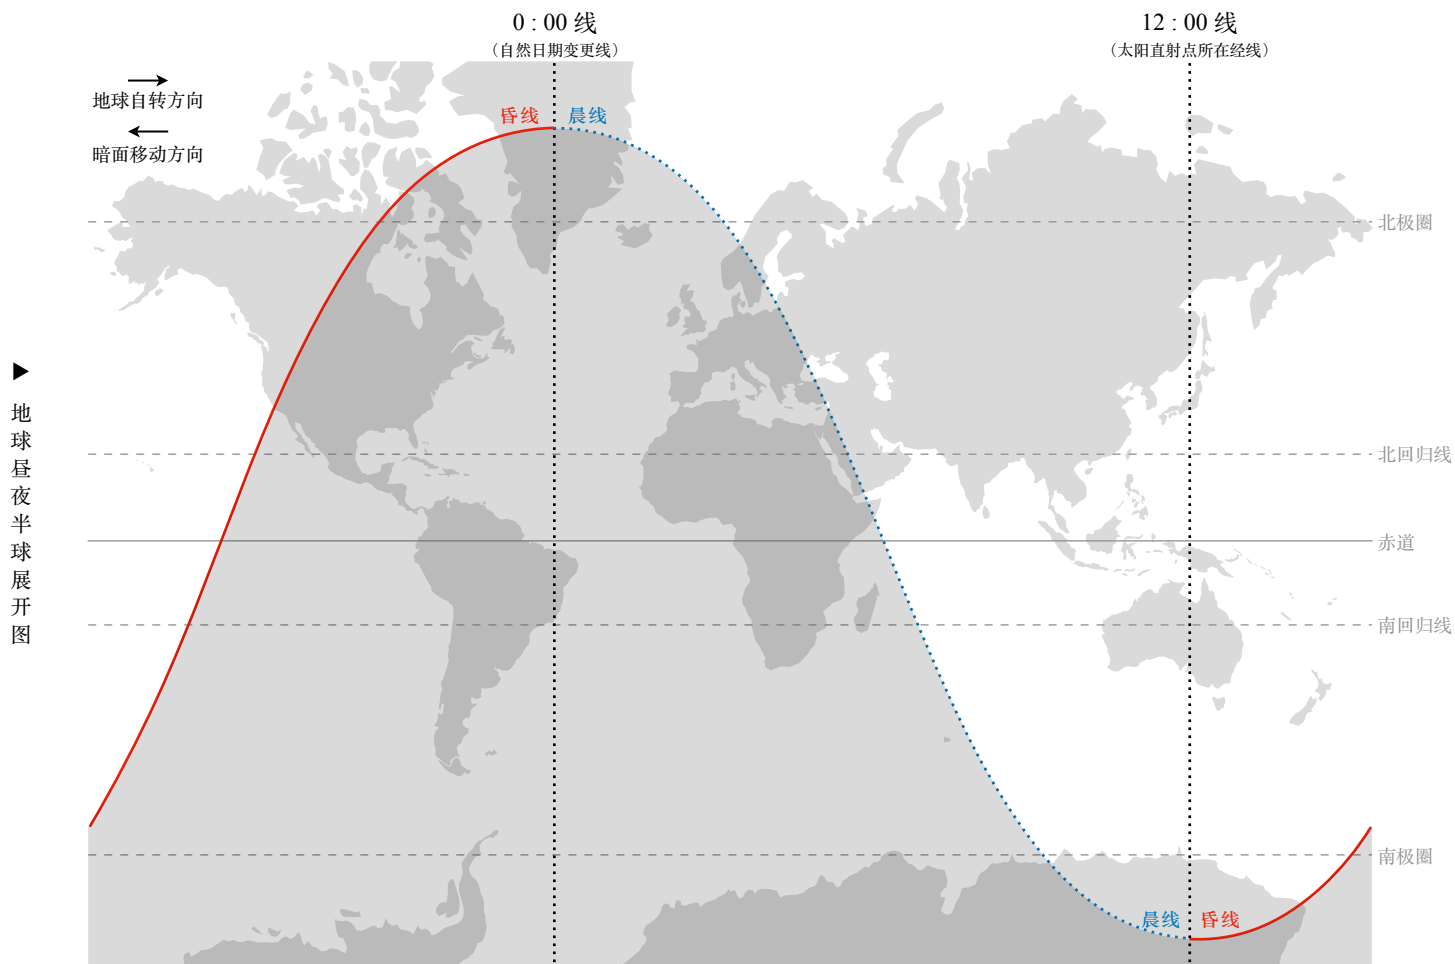 0 : 00 线
（自然日期变更线）
12 : 00 线
（太阳直射点所在经线）
地球自转方向
暗面移动方向
昏线
晨线
北极圈
▶ 地球昼夜半球展开图
北回归线
赤道
南回归线
南极圈
晨线
昏线